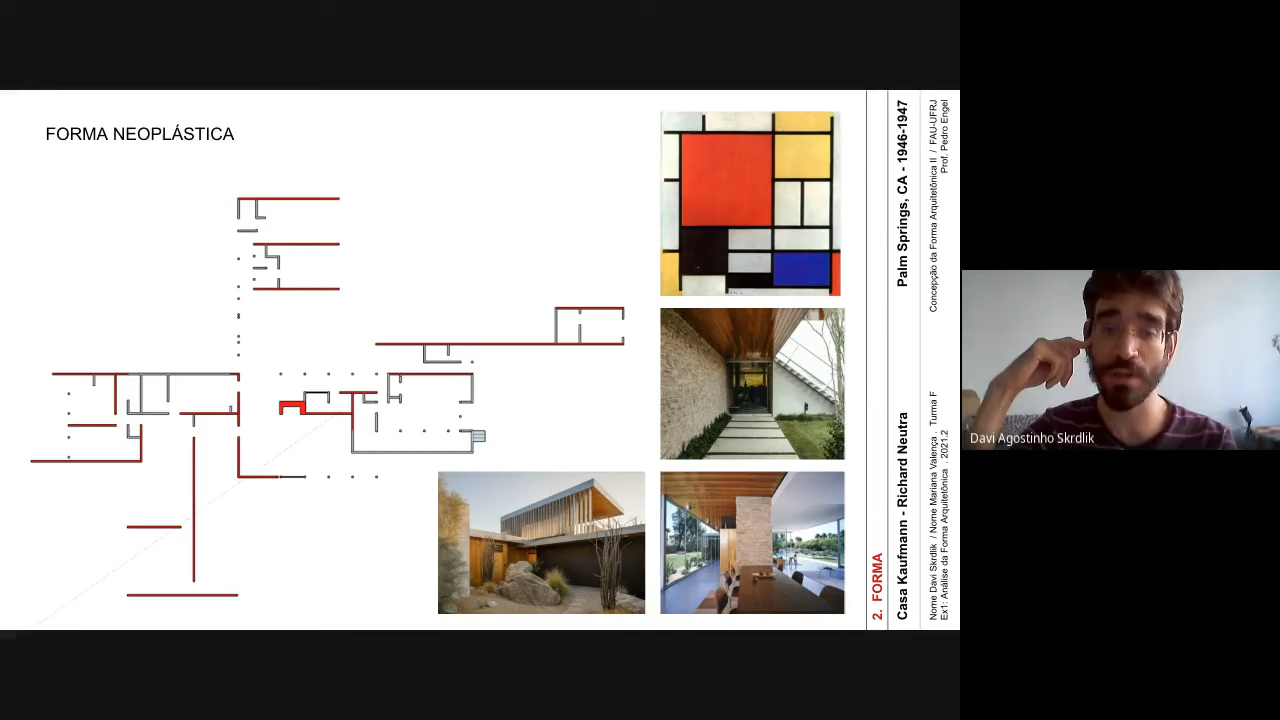 FORMA NEOPLÁSTICA
2. FORMA
Casa Kaufmann - Richard Neutra
Palm Springs, CA - 1946-1947
Nome Davi Skrdlik / Nome Mariana Valença . Turma F
Ex1: Análise da Forma Arquitetônica . 2021.2
Concepção da Forma Arquitetônica II / FAU-UFRJ
Prof. Pedro Engel
Davi Agostinho Skrdlik